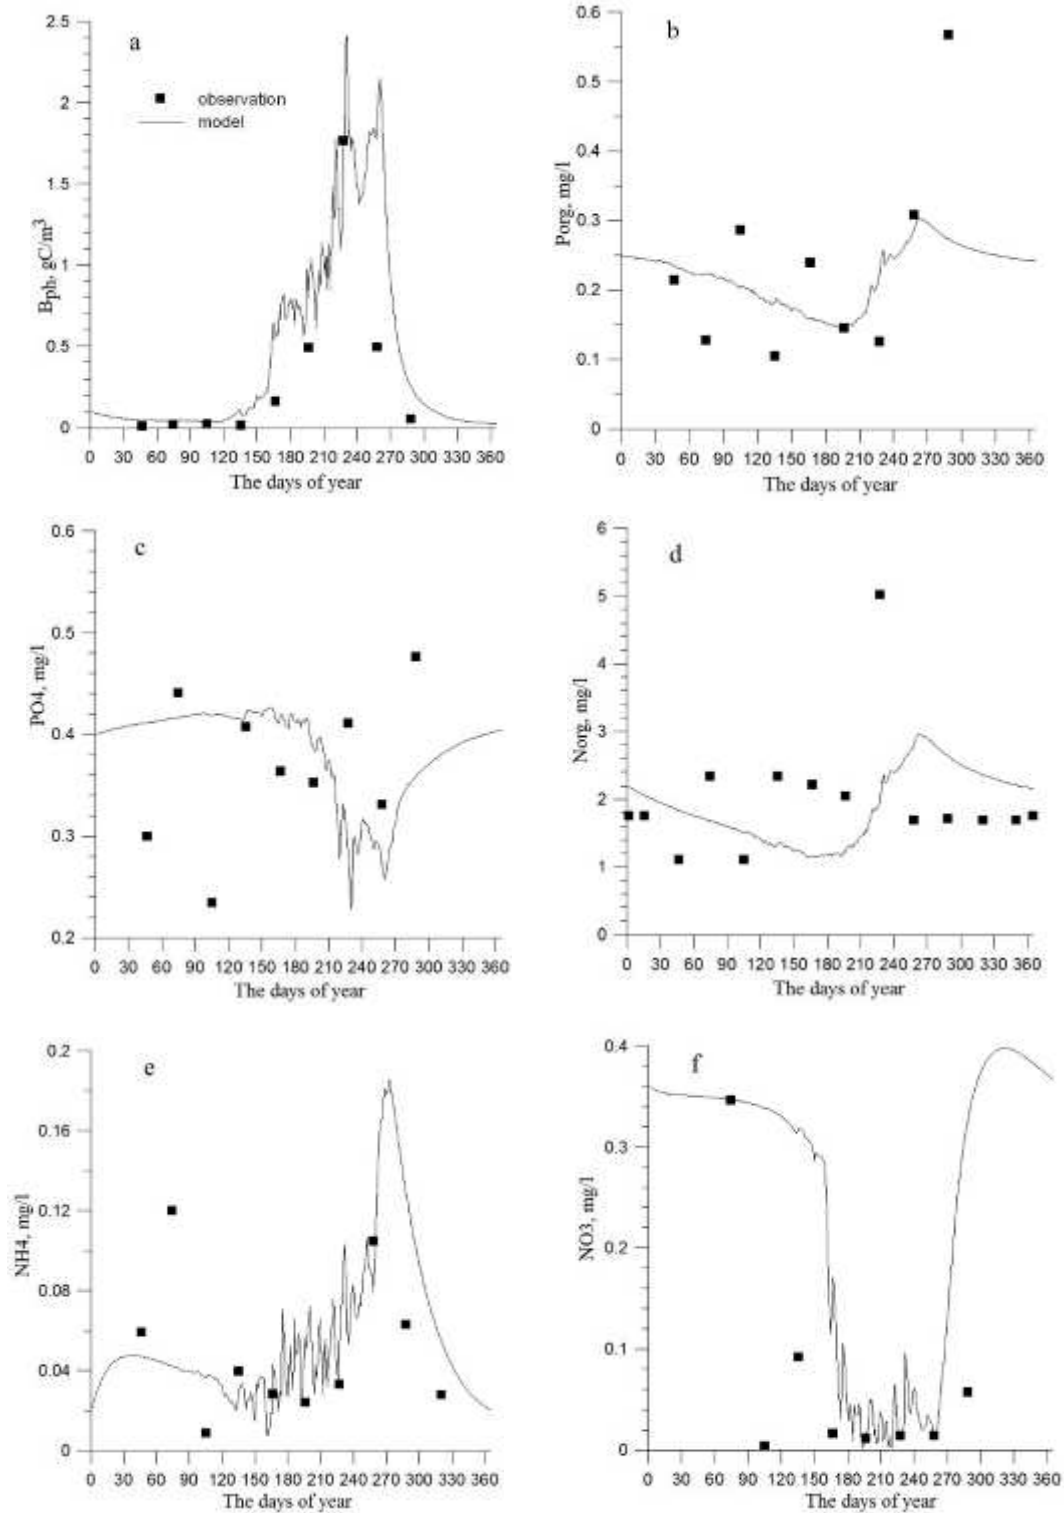 a
observation
model
2.5
2
1.5
1
0.5
0
Bph, gC/m³
0 30 60 90 120 150 180 210 240 270 300 330 360
The days of year
b
0.6
0.5
0.4
0.3
0.2
0.1
0
Porg, mg/l
0 30 60 90 120 150 180 210 240 270 300 330 360
The days of year
c
0.6
0.5
0.4
0.3
0.2
PO4, mg/l
0 30 60 90 120 150 180 210 240 270 300 330 360
The days of year
d
6
5
4
3
2
1
0
Norg, mg/l
0 30 60 90 120 150 180 210 240 270 300 330 360
The days of year
e
0.2
0.16
0.12
0.08
0.04
0
NH4, mg/l
0 30 60 90 120 150 180 210 240 270 300 330 360
The days of year
f
0.4
0.3
0.2
0.1
0
NO3, mg/l
0 30 60 90 120 150 180 210 240 270 300 330 360
The days of year